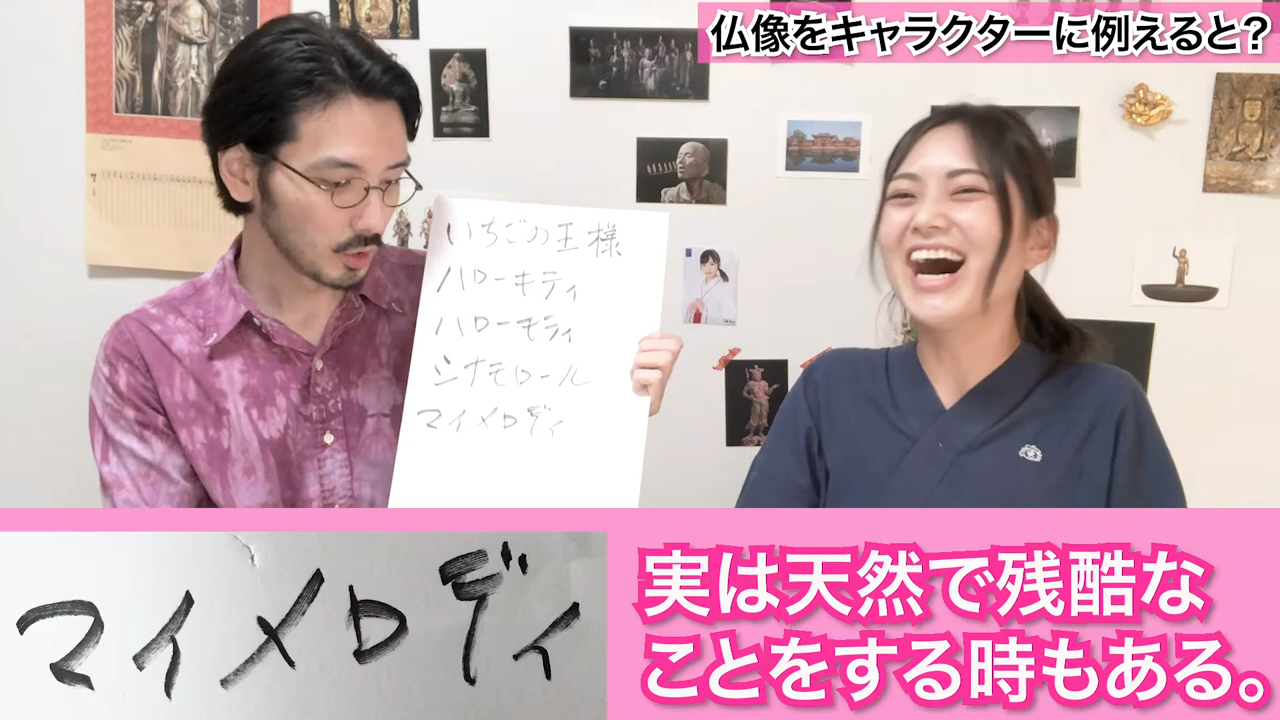 仏像をキャラクターに例えると?
いちごの王様
ハローキティ
ハローキティ
シナモロール
マイメロディ
マイメロディ
実は天然で残酷な
ことをする時もある。